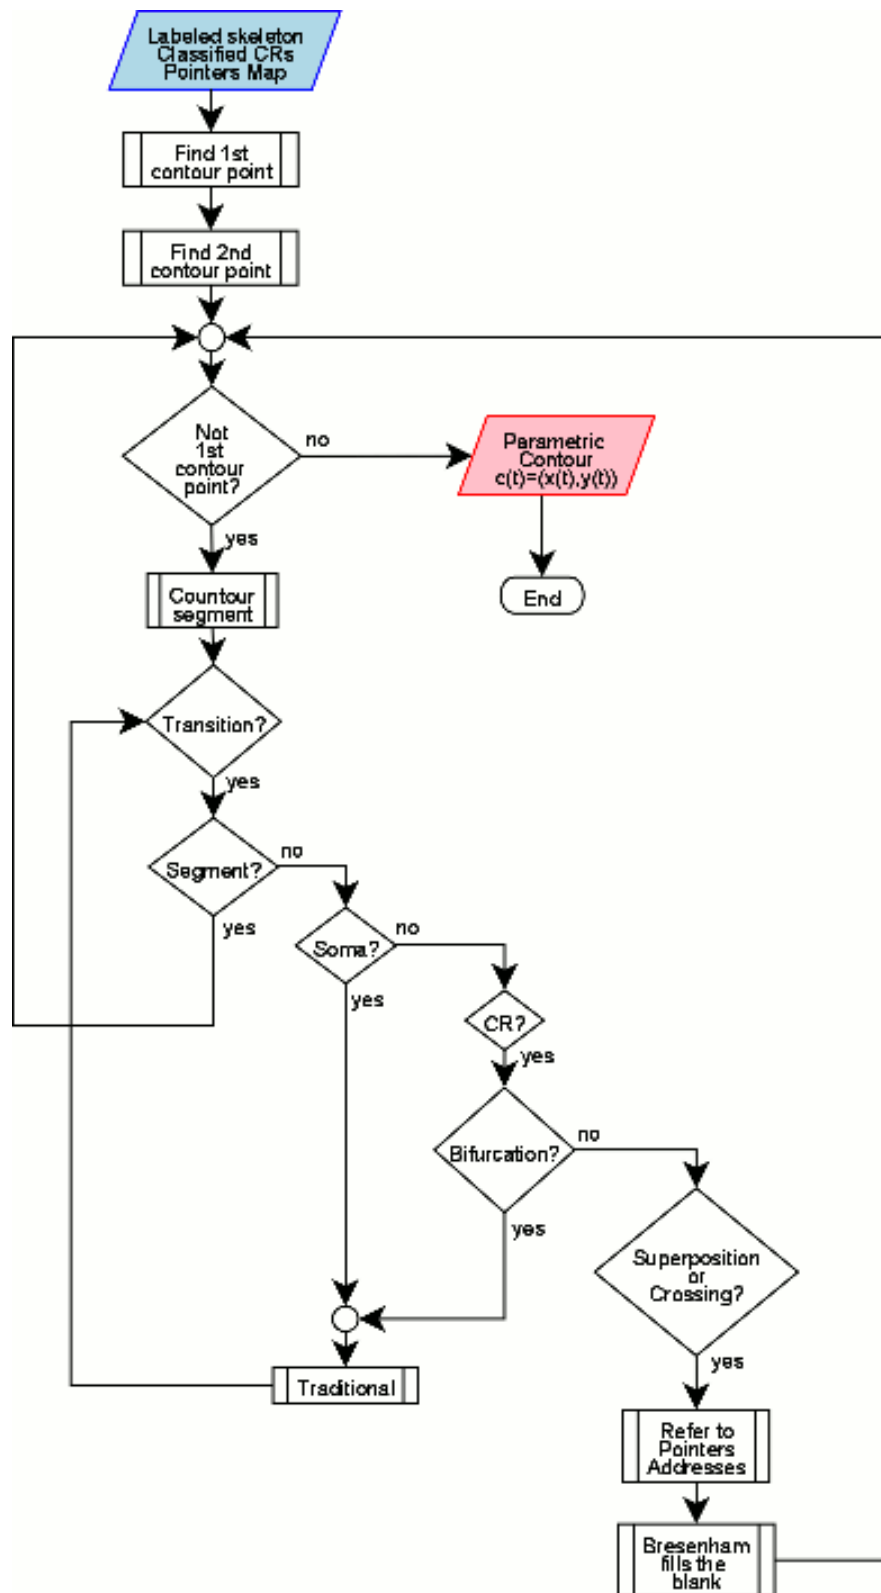 Labeled skeleton
Classified CRs
Pointers Map
Find 1st
contour point
Find 2nd
contour point
Not
1st
contour
point?
no
Parametric
Contour
c(t)=(x(t),y(t))
yes
End
Countour
segment
Transition?
yes
Segment?
no
yes
Soma?
no
yes
CR?
yes
Bifurcation?
no
yes
Superposition
or
Crossing?
yes
Traditional
Refer to
Pointers
Addresses
Bresenham
fills the
blank